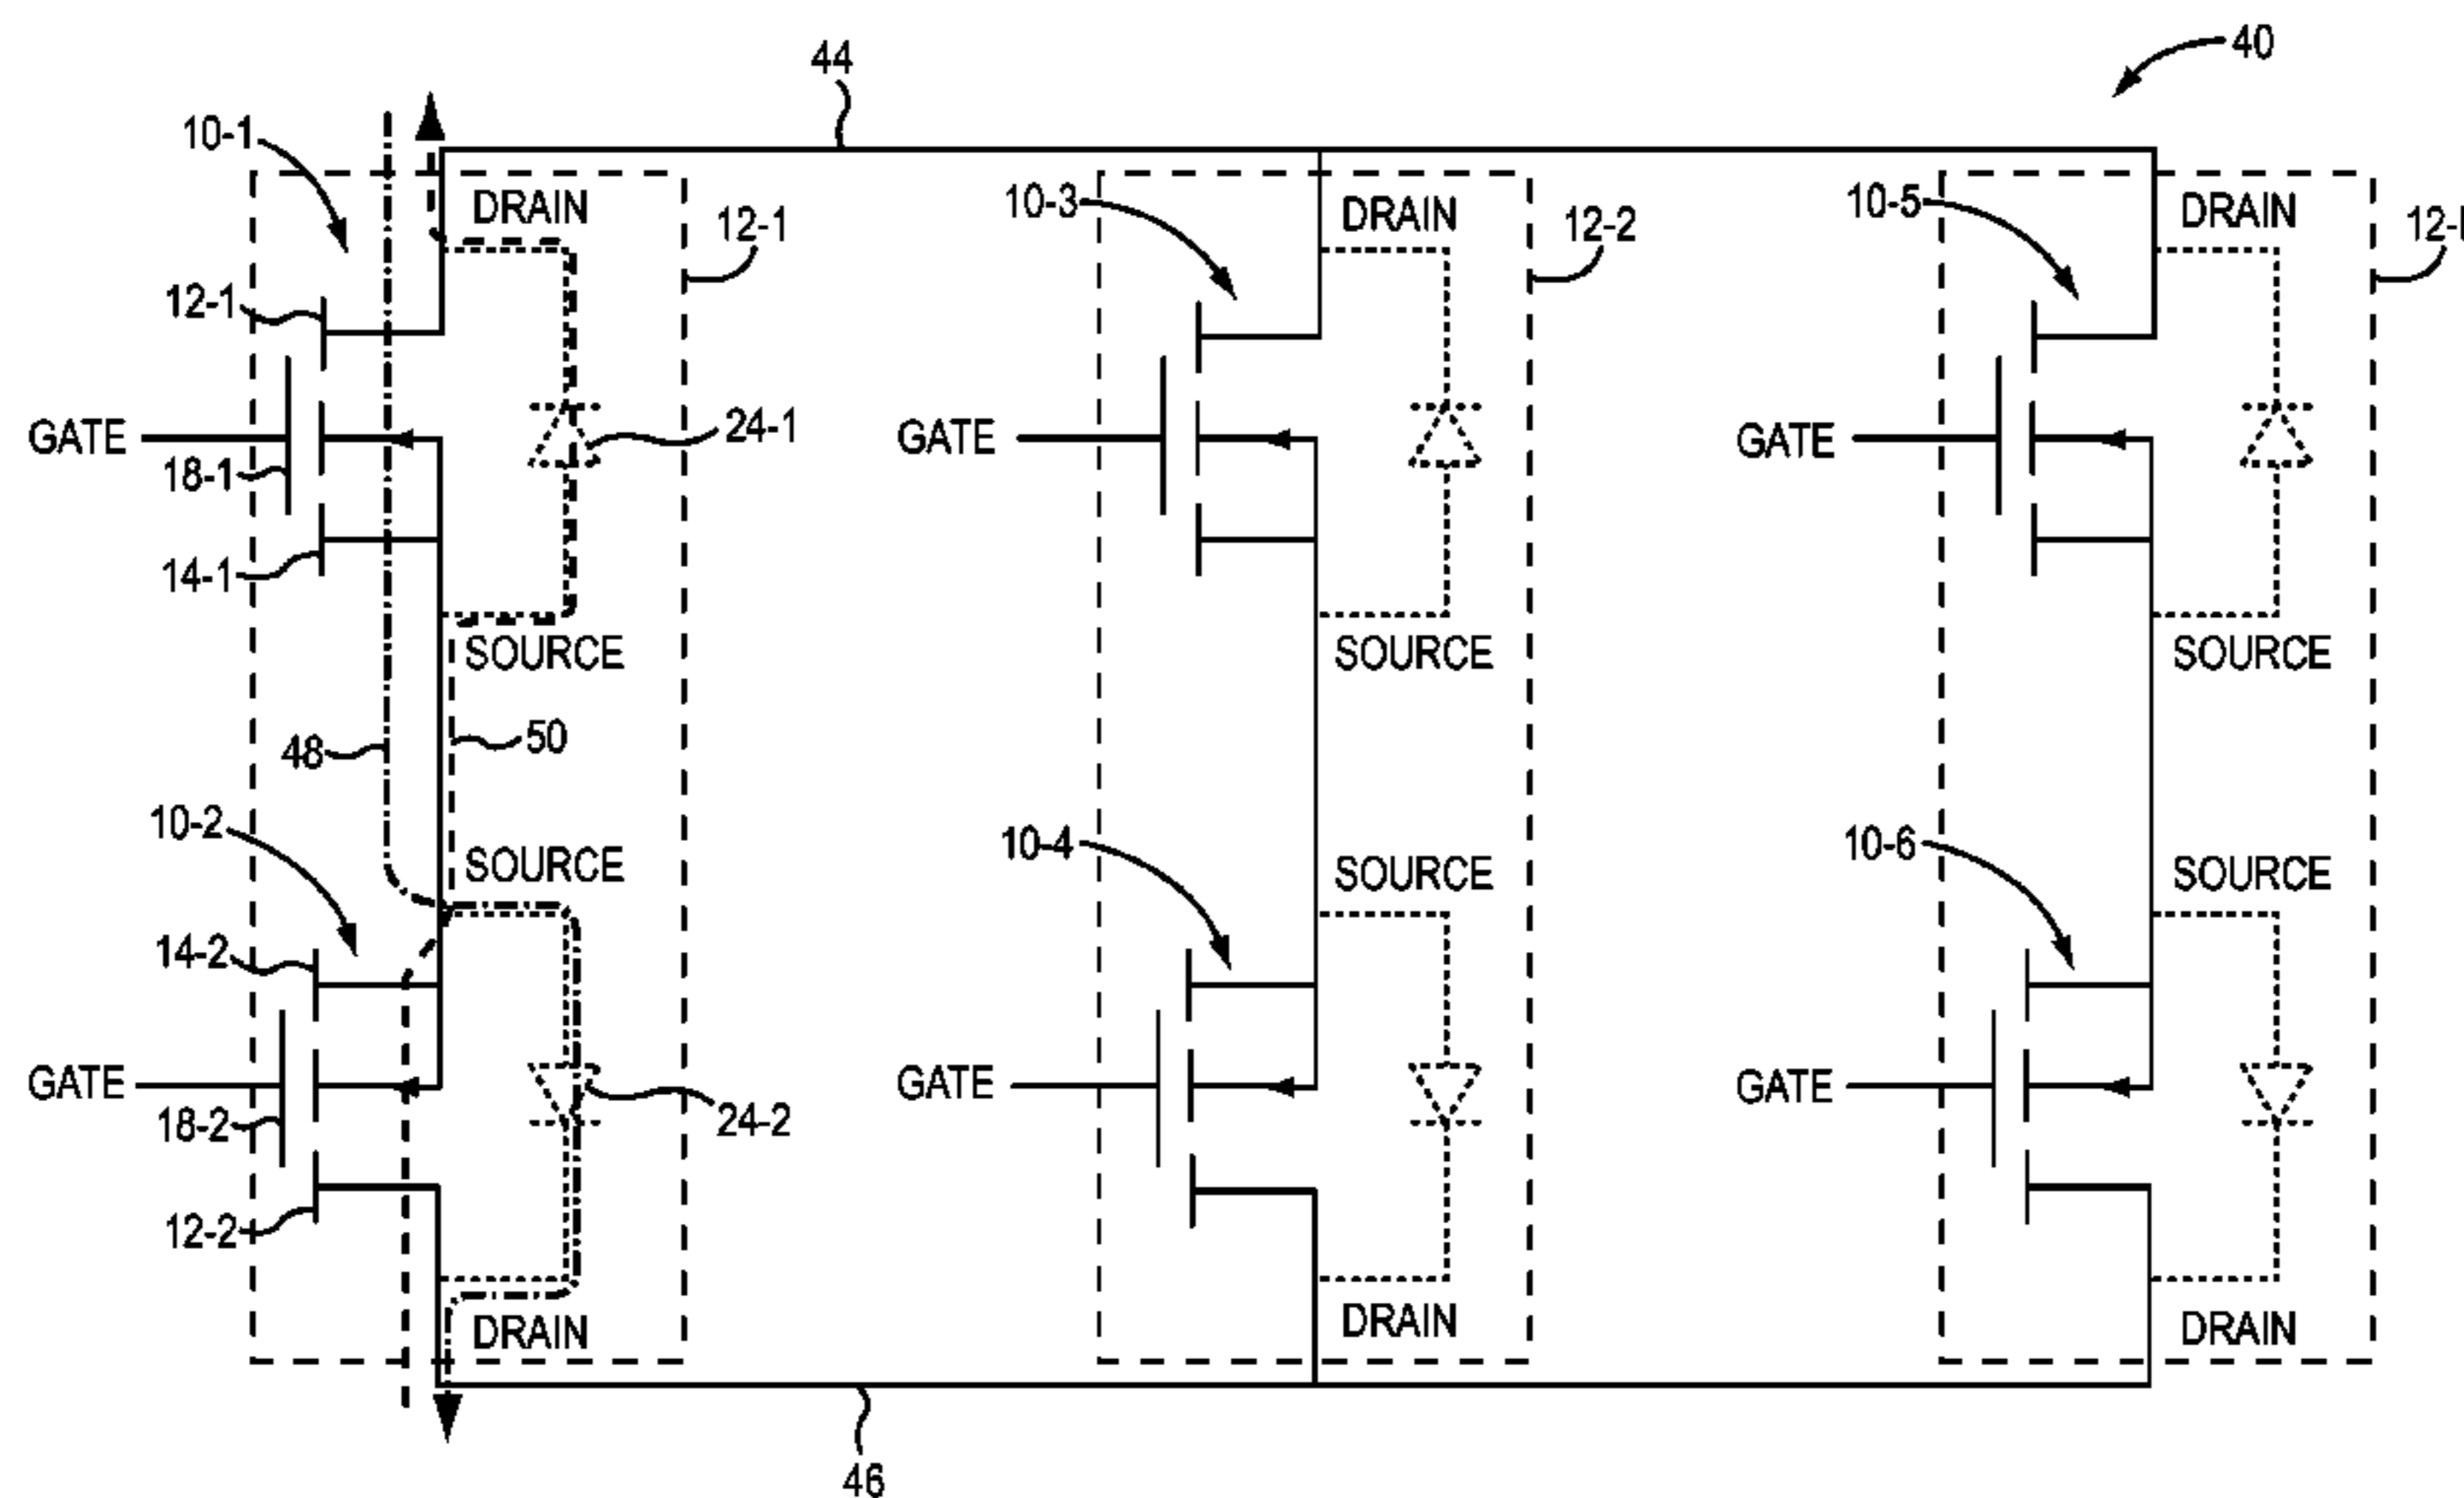 40
44
10-1
DRAIN
12-1
12-1
GATE
18-1
14-1
24-1
SOURCE
48
50
10-2
SOURCE
14-2
GATE
18-2
12-2
24-2
DRAIN
46
10-3
DRAIN
12-2
GATE
SOURCE
10-4
SOURCE
GATE
DRAIN
10-5
DRAIN
GATE
SOURCE
10-6
SOURCE
GATE
DRAIN